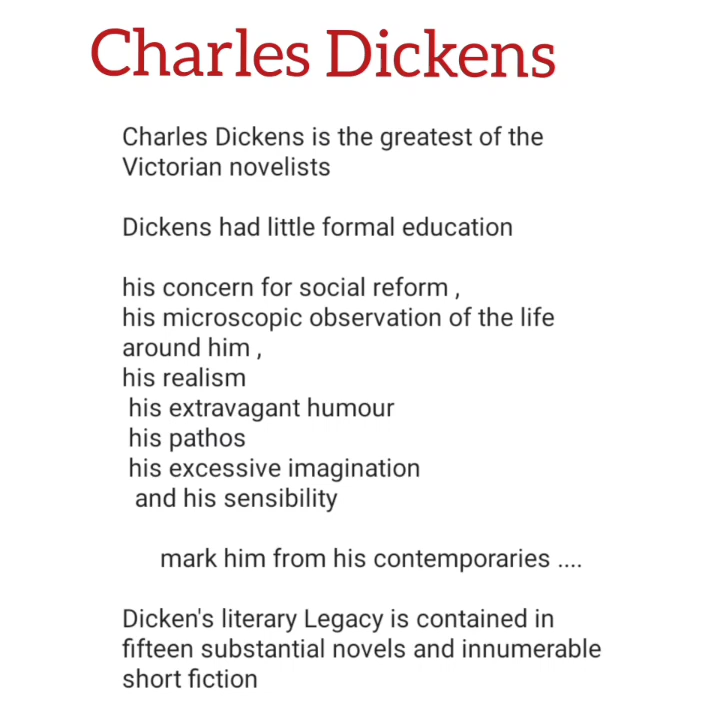 Charles Dickens
Charles Dickens is the greatest of the
Victorian novelists
Dickens had little formal education
his concern for social reform ,
his microscopic observation of the life
around him ,
his realism
his extravagant humour
his pathos
his excessive imagination
and his sensibility
mark him from his contemporaries ....
Dicken's literary Legacy is contained in
fifteen substantial novels and innumerable
short fiction